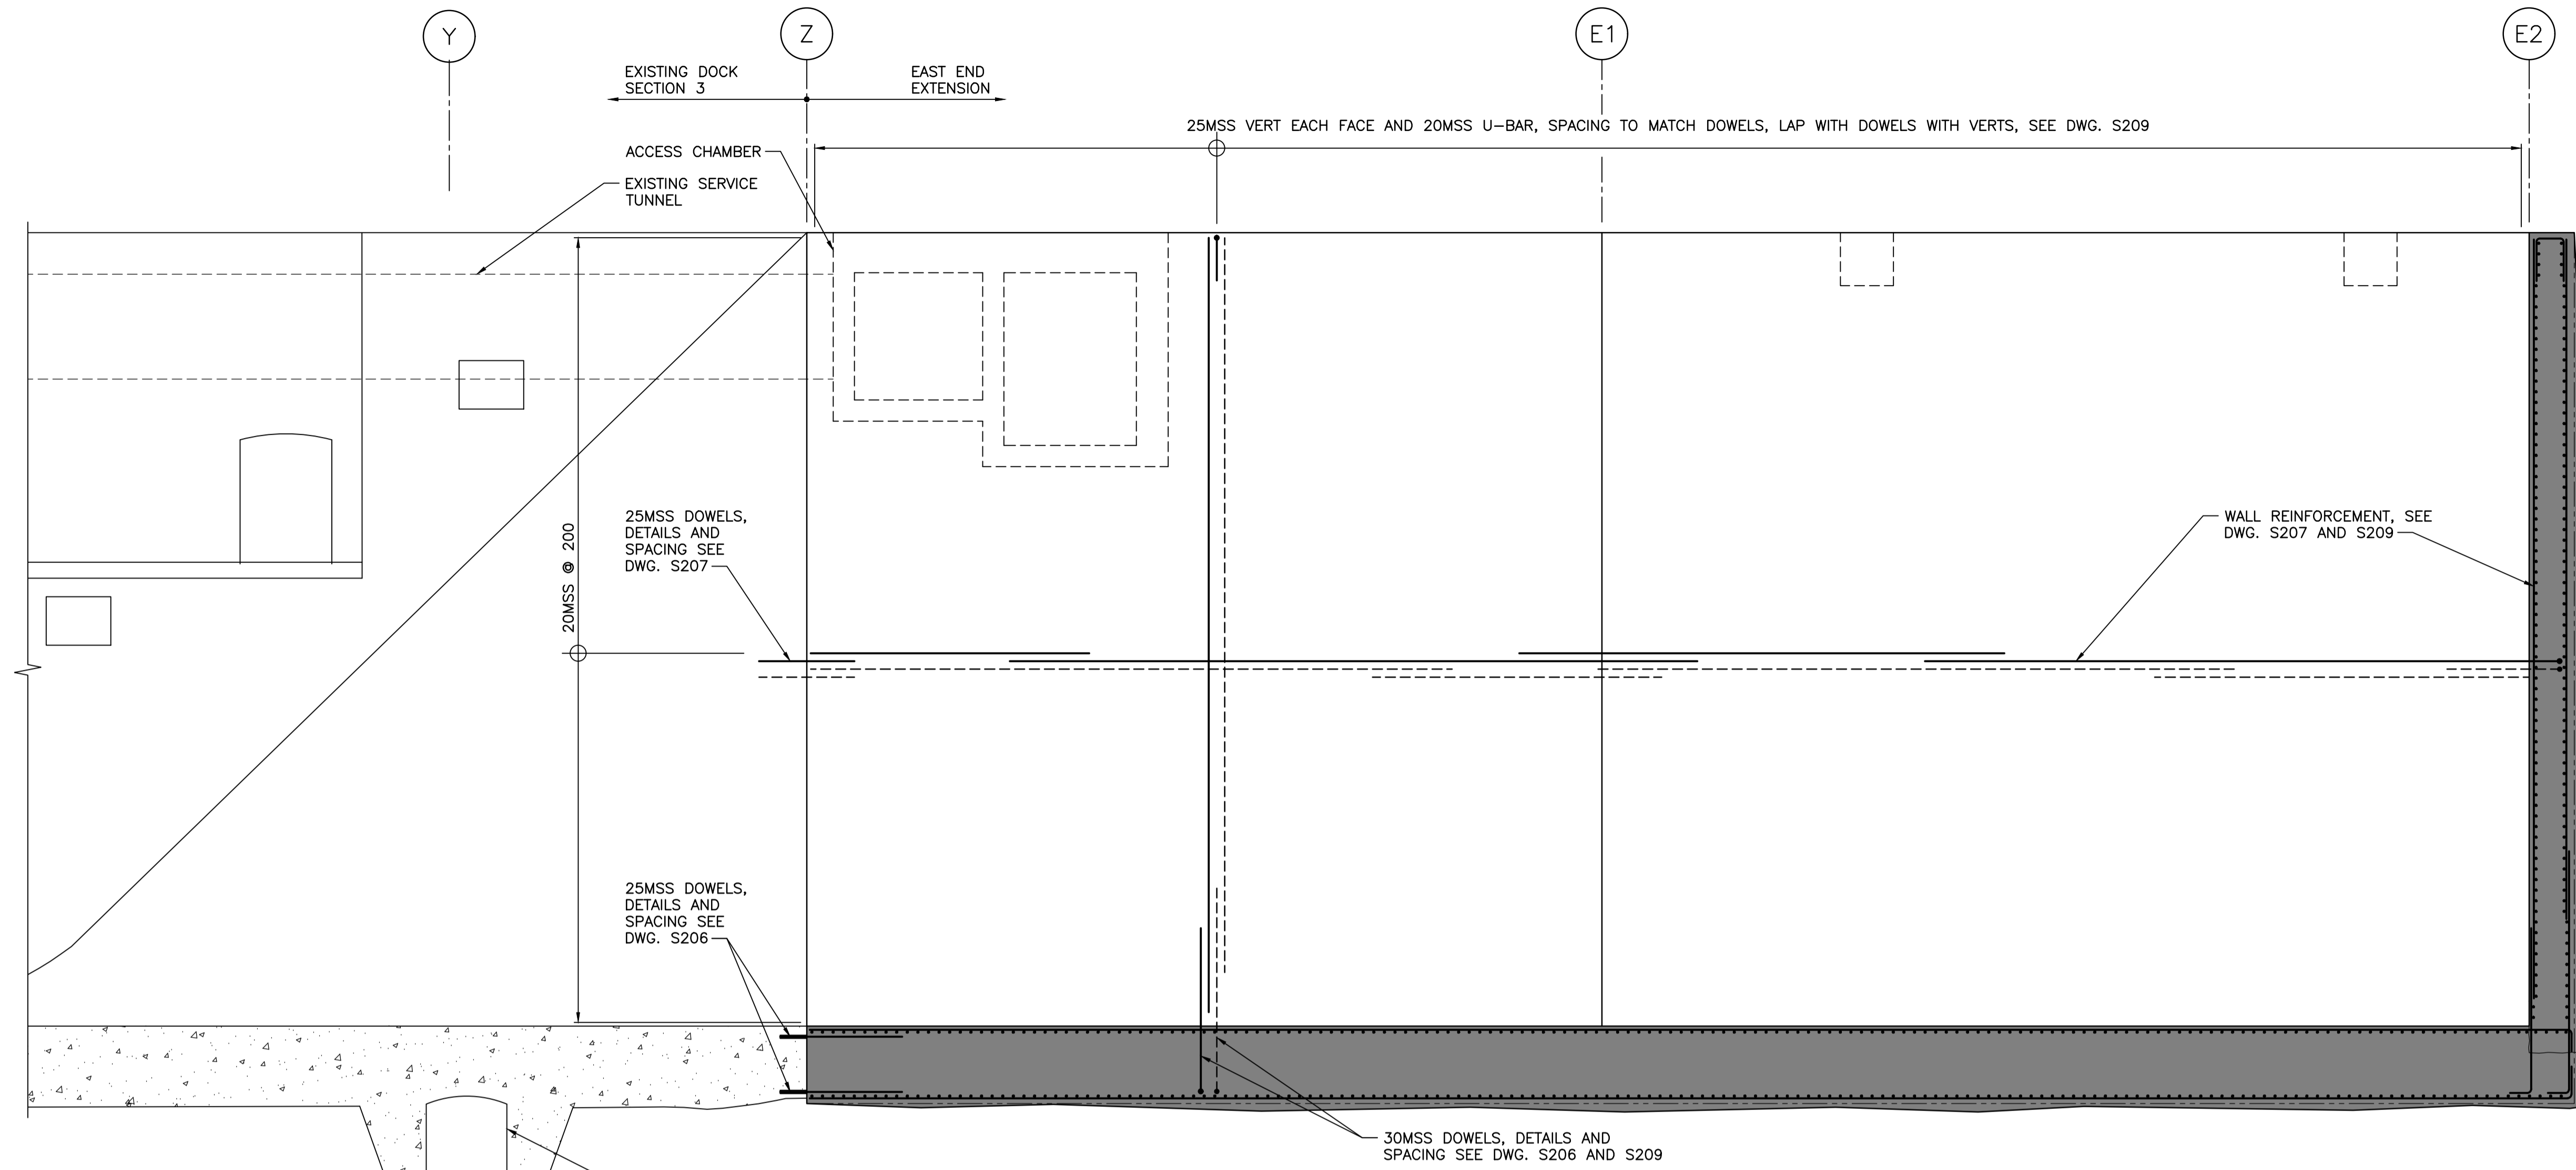 Y
Z
E1
E2
EXISTING DOCK
SECTION 3
EAST END
EXTENSION
25MSS VERT EACH FACE AND 20MSS U-BAR, SPACING TO MATCH DOWELS, LAP WITH DOWELS WITH VERTS, SEE DWG. S209
ACCESS CHAMBER
EXISTING SERVICE
TUNNEL
25MSS DOWELS,
DETAILS AND
SPACING SEE
DWG. S207
20MSS @ 200
WALL REINFORCEMENT, SEE
DWG. S207 AND S209
25MSS DOWELS,
DETAILS AND
SPACING SEE
DWG. S206
30MSS DOWELS, DETAILS AND
SPACING SEE DWG. S206 AND S209